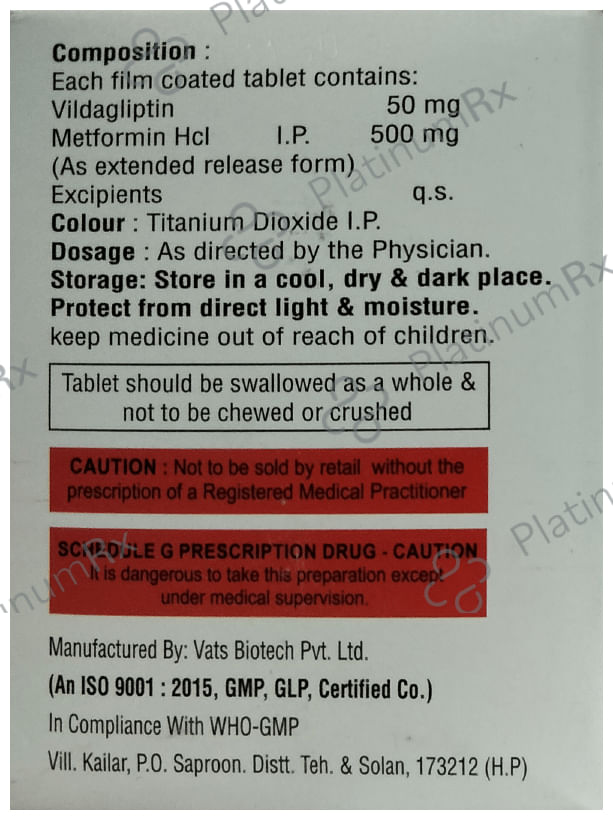 Composition :
Each film coated tablet contains:
Vildagliptin 50 mg
Metformin Hcl I.P. 500 mg
(As extended release form)
Excipients q.s.
Colour : Titanium Dioxide I.P.
Dosage : As directed by the Physician.
Storage: Store in a cool, dry & dark place.
Protect from direct light & moisture.
keep medicine out of reach of children.
Tablet should be swallowed as a whole &
not to be chewed or crushed
CAUTION : Not to be sold by retail without the
prescription of a Registered Medical Practitioner
SCHEDULE G PRESCRIPTION DRUG - CAUTION
It is dangerous to take this preparation except
under medical supervision.
Manufactured By: Vats Biotech Pvt. Ltd.
(An ISO 9001 : 2015, GMP, GLP, Certified Co.)
In Compliance With WHO-GMP
Vill. Kailar, P.O. Saproon. Distt. Teh. & Solan, 173212 (H.P)
PlatinumRx
PlatinumRx